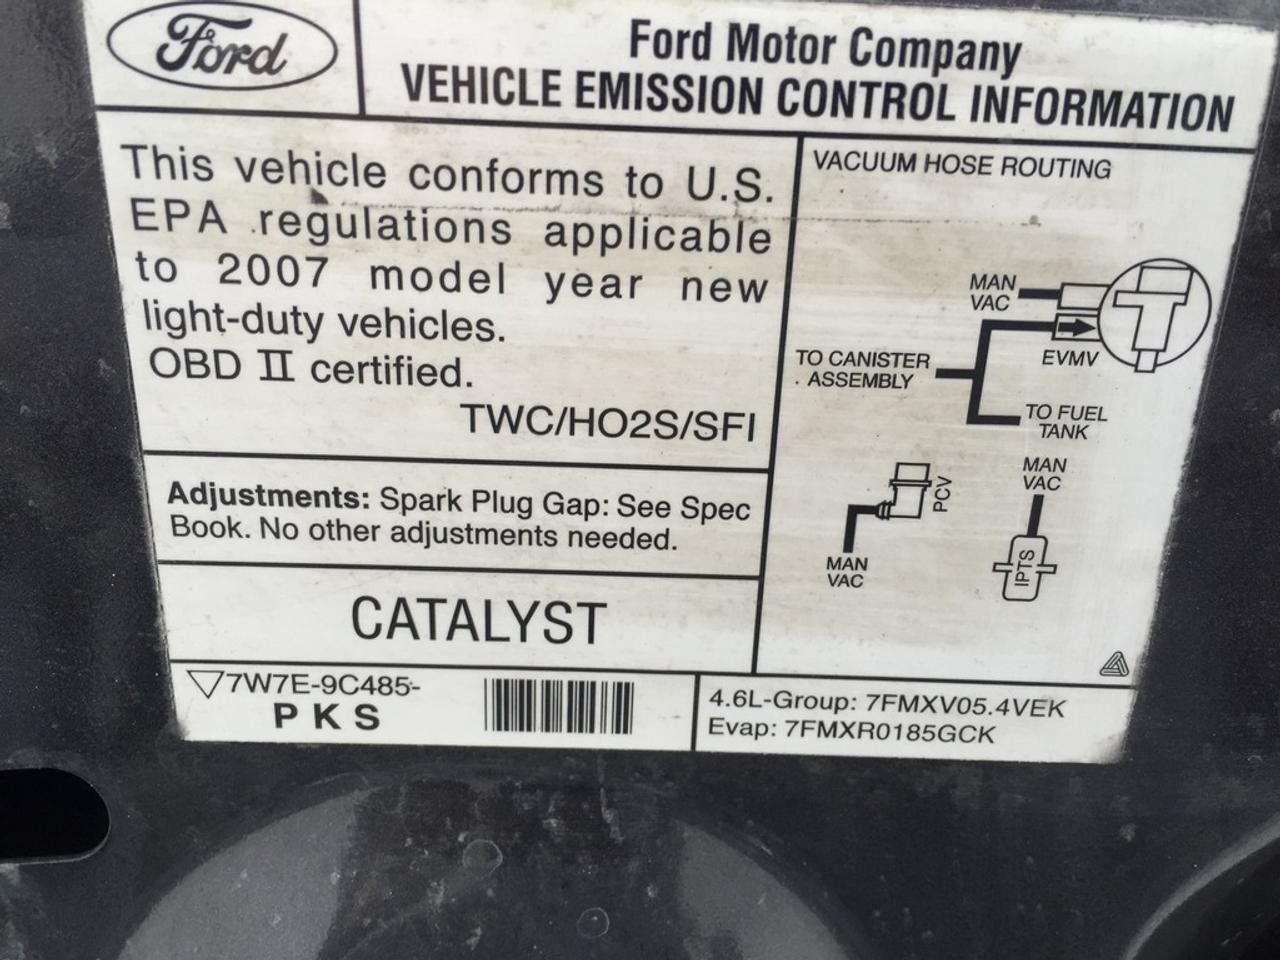 Ford
Ford Motor Company
VEHICLE EMISSION CONTROL INFORMATION
This vehicle conforms to U.S.
EPA regulations applicable
to 2007 model year new
light-duty vehicles.
OBD II certified.
TWC/HO2S/SFI
Adjustments: Spark Plug Gap: See Spec
Book. No other adjustments needed.
CATALYST
7W7E-9C485-
P K S
VACUUM HOSE ROUTING
MAN
VAC
EVMV
TO CANISTER
ASSEMBLY
TO FUEL
TANK
PCV
MAN
VAC
MAN
VAC
IPTS
4.6L-Group: 7FMXV05.4VEK
Evap: 7FMXR0185GCK